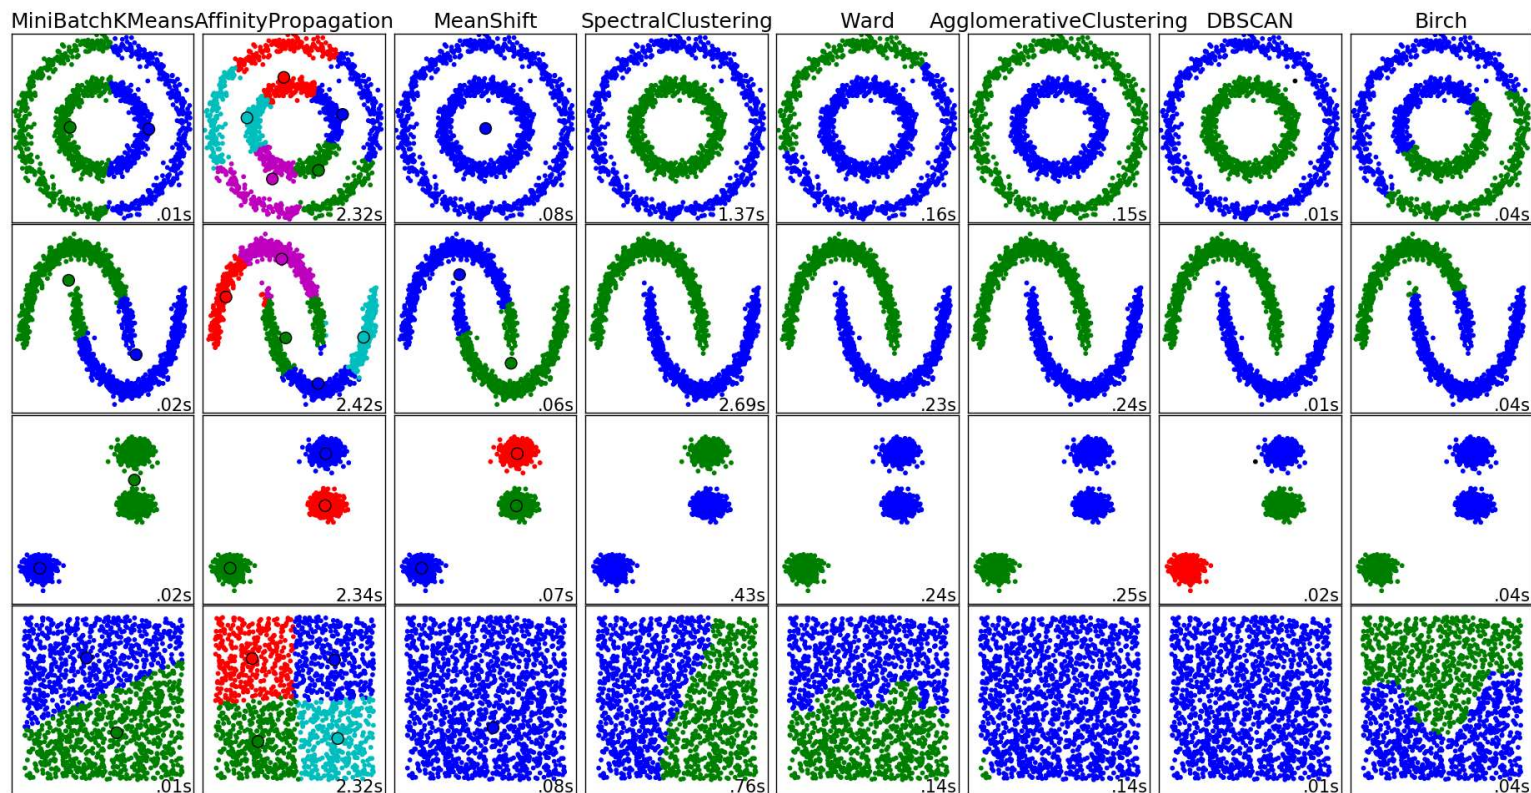 MiniBatchKMeans AffinityPropagation MeanShift SpectralClustering Ward AgglomerativeClustering DBSCAN Birch
.01s 2.32s .08s 1.37s .16s .15s .01s .04s
.02s 2.42s .06s 2.69s .23s .24s .01s .04s
.02s 2.34s .07s .43s .24s .25s .02s .04s
.01s 2.32s .08s .76s .14s .14s .01s .04s